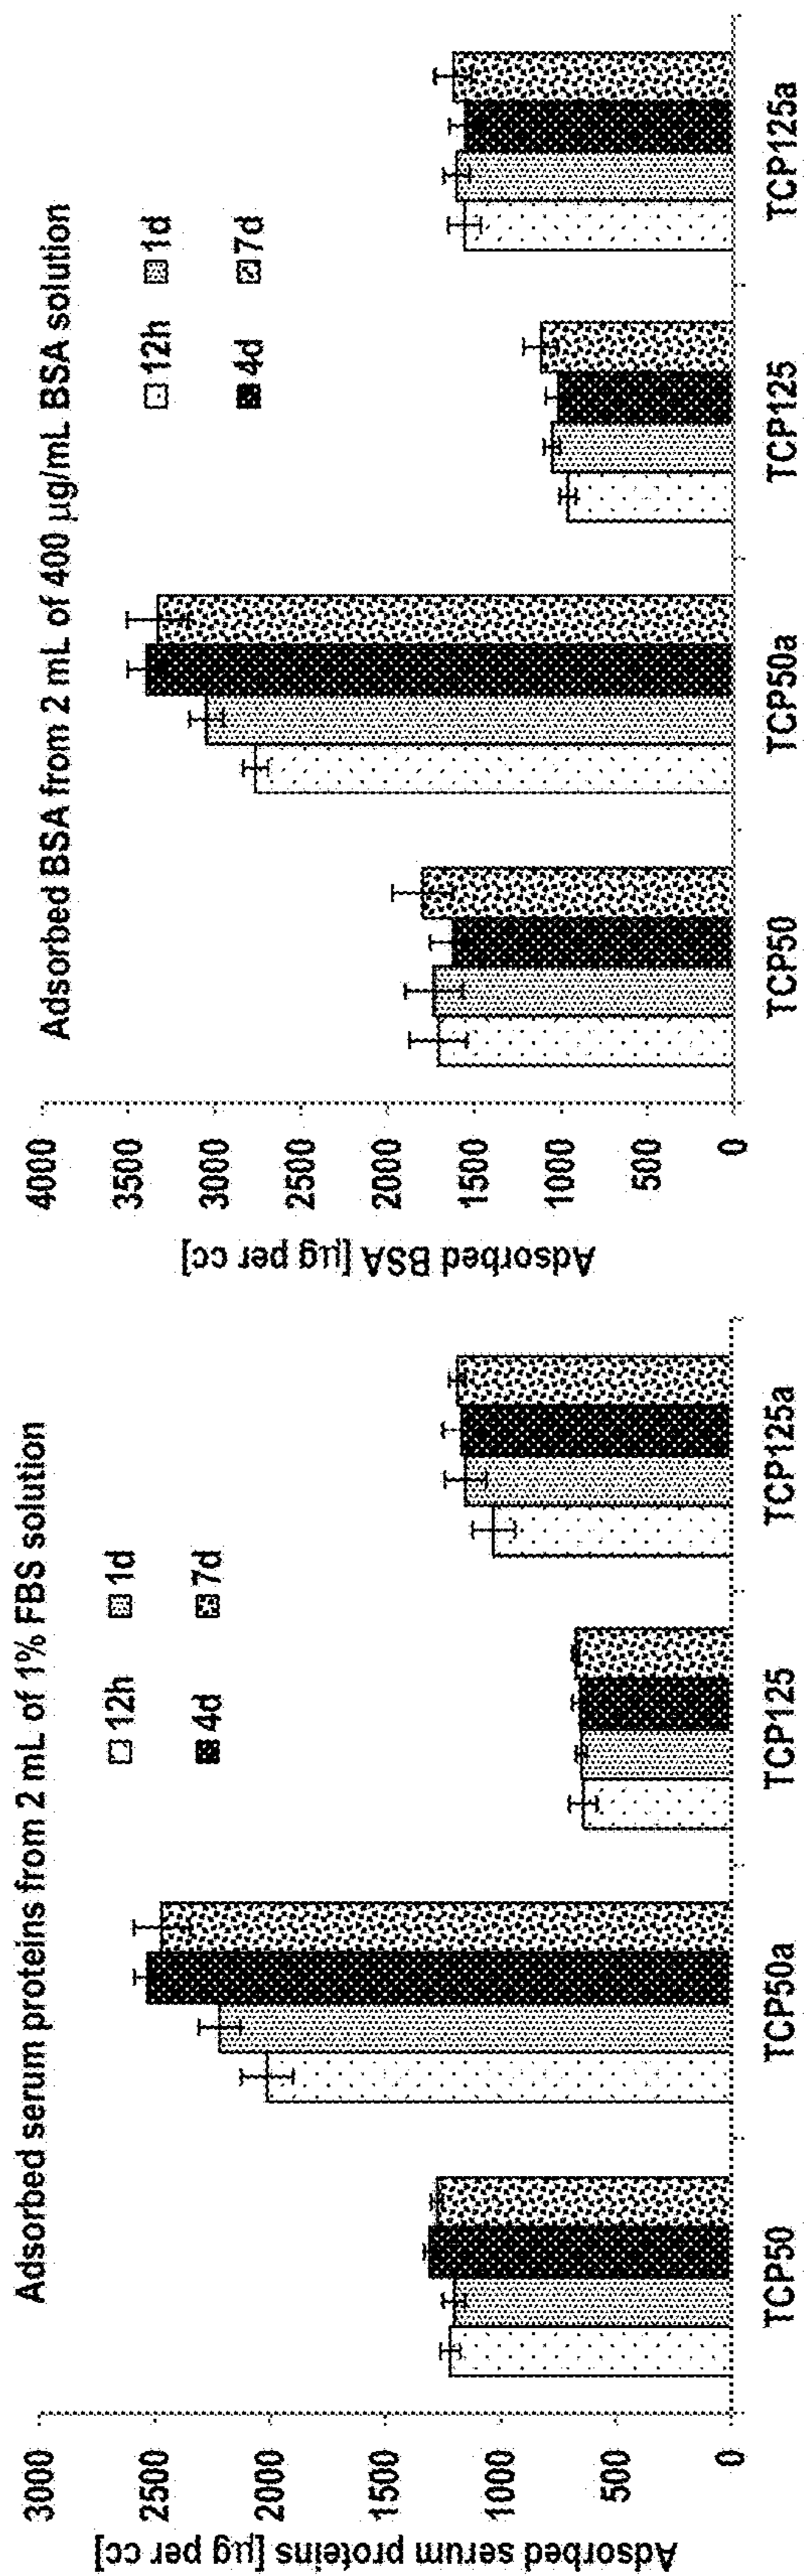 Adsorbed serum proteins from 2 mL of 1% FBS solution
12h 1d
4d 7d
Adsorbed serum proteins [µg per cc]
3000
2500
2000
1500
1000
500
0
TCP50 TCP50a TCP125 TCP125a
Adsorbed BSA from 2 mL of 400 µg/mL BSA solution
12h 1d
4d 7d
Adsorbed BSA [µg per cc]
4000
3500
3000
2500
2000
1500
1000
500
0
TCP50 TCP50a TCP125 TCP125a